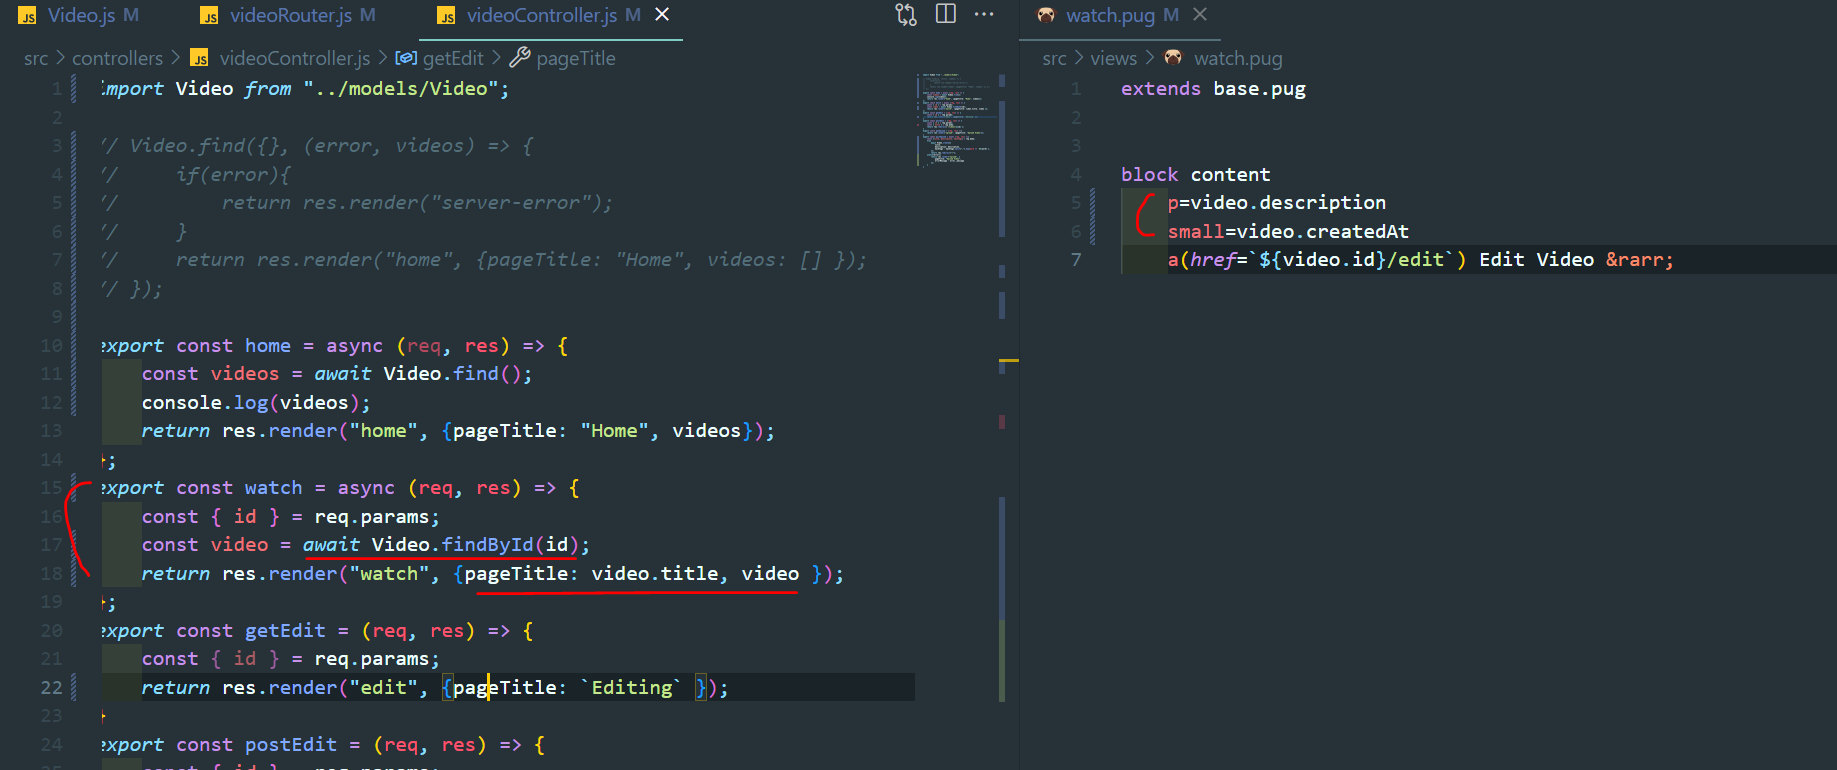 JS Video.js M JS videoRouter.js M JS videoController.js M
src > controllers > JS videoController.js > getEdit > pageTitle
1 import Video from "../models/Video";
2
3 // Video.find({}, (error, videos) => {
4 // if(error){
5 // return res.render("server-error");
6 // }
7 // return res.render("home", {pageTitle: "Home", videos: [] });
8 // });
9
10 export const home = async (req, res) => {
11 const videos = await Video.find();
12 console.log(videos);
13 return res.render("home", {pageTitle: "Home", videos});
14 };
15 export const watch = async (req, res) => {
16 const { id } = req.params;
17 const video = await Video.findById(id);
18 return res.render("watch", {pageTitle: video.title, video });
19 };
20 export const getEdit = (req, res) => {
21 const { id } = req.params;
22 return res.render("edit", {pageTitle: `Editing` });
23 }
24 export const postEdit = (req, res) => {
watch.pug M
src > views > watch.pug
1 extends base.pug
2
3
4 block content
5 p=video.description
6 small=video.createdAt
7 a(href=`${video.id}/edit`) Edit Video &rarr;